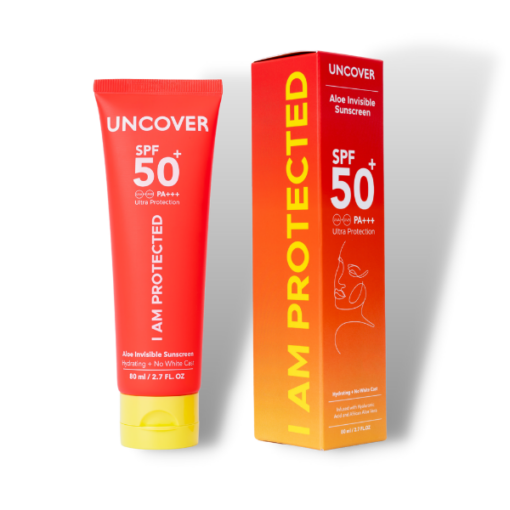 UNCOVER
SPF
50+
PA+++
Ultra Protection
I AM PROTECTED
Aloe Invisible Sunscreen
Hydrating + No White Cast
80 ml / 2.7 FL. OZ
I AM PROTECTED
UNCOVER
Aloe Invisible
Sunscreen
SPF
50+
PA+++
Ultra Protection
Hydrating + No White Cast
80 ml / 2.7 FL.OZ